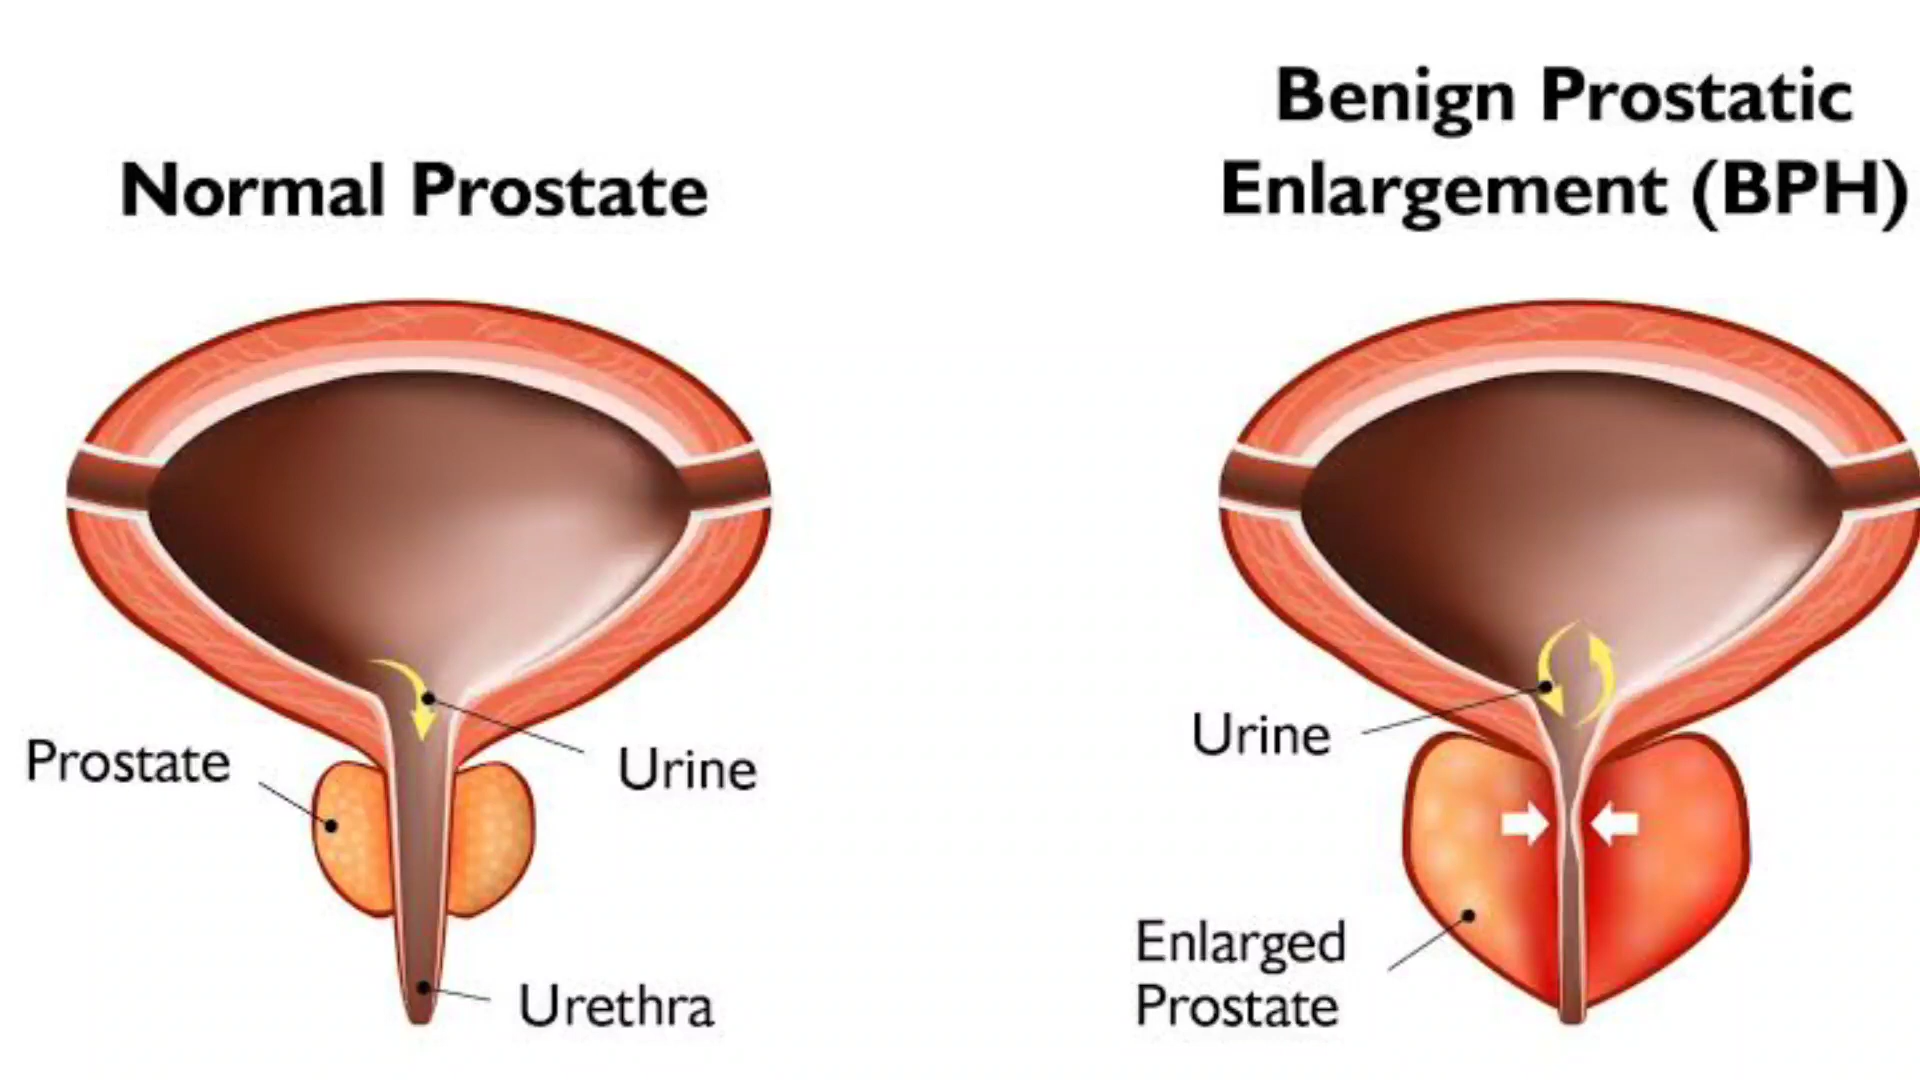 Normal Prostate
Prostate
Urine
Urethra
Benign Prostatic
Enlargement (BPH)
Urine
Enlarged
Prostate